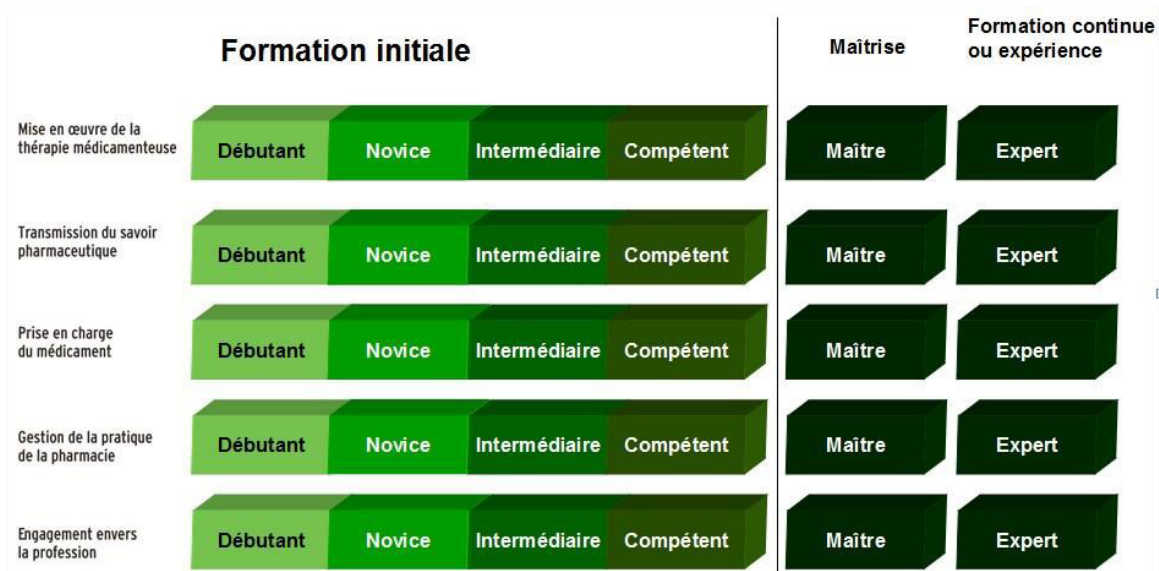 Formation initiale
Maîtrise
Formation continue
ou expérience
Mise en œuvre de la
thérapie médicamenteuse
Débutant
Novice
Intermédiaire
Compétent
Maître
Expert
Transmission du savoir
pharmaceutique
Débutant
Novice
Intermédiaire
Compétent
Maître
Expert
Prise en charge
du médicament
Débutant
Novice
Intermédiaire
Compétent
Maître
Expert
Gestion de la pratique
de la pharmacie
Débutant
Novice
Intermédiaire
Compétent
Maître
Expert
Engagement envers
la profession
Débutant
Novice
Intermédiaire
Compétent
Maître
Expert